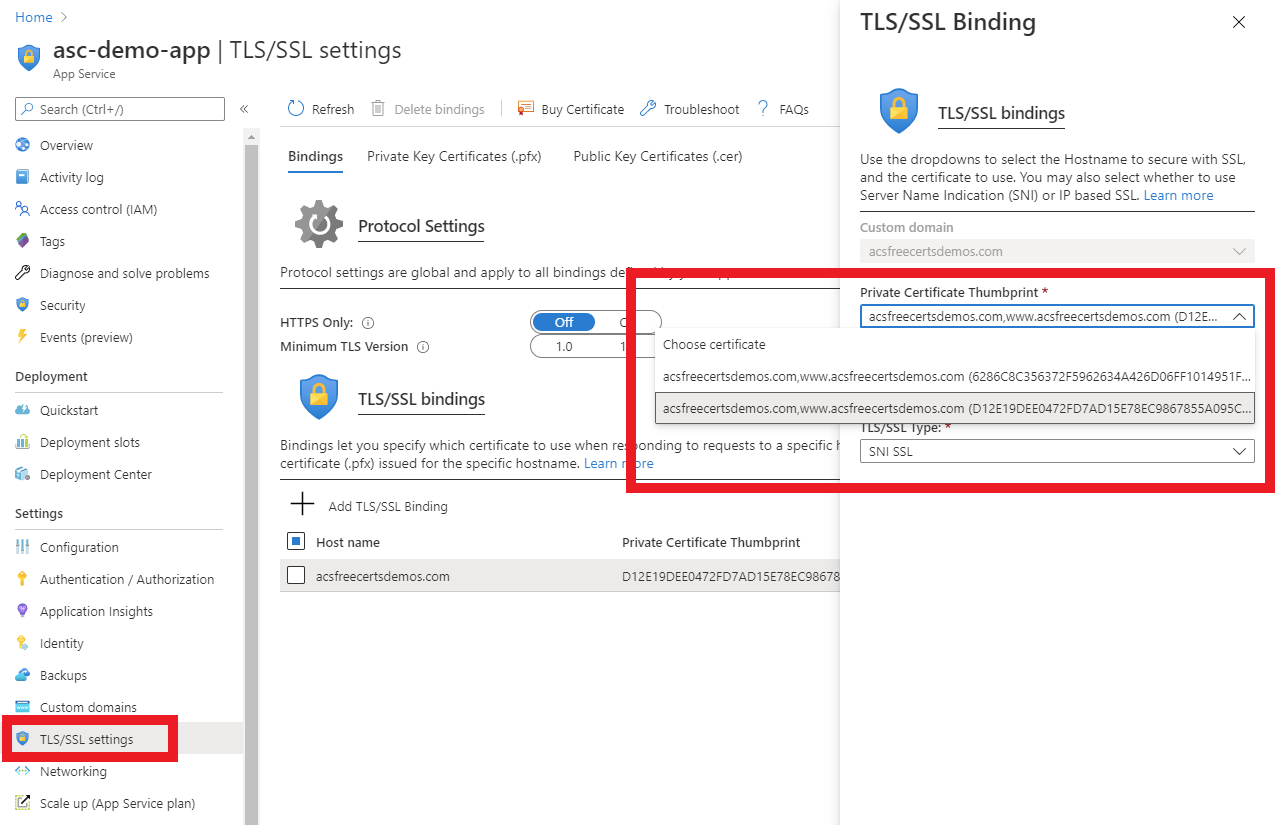 Home
asc-demo-app | TLS/SSL settings
App Service
Search (Ctrl+/)
Overview
Activity log
Access control (IAM)
Tags
Diagnose and solve problems
Security
Events (preview)
Deployment
Quickstart
Deployment slots
Deployment Center
Settings
Configuration
Authentication / Authorization
Application Insights
Identity
Backups
Custom domains
TLS/SSL settings
Networking
Scale up (App Service plan)
Refresh
Delete bindings
Buy Certificate
Troubleshoot
FAQs
Bindings
Private Key Certificates (.pfx)
Public Key Certificates (.cer)
Protocol Settings
Protocol settings are global and apply to all bindings
HTTPS Only:
Off
Minimum TLS Version
1.0
TLS/SSL bindings
Bindings let you specify which certificate to use when responding to requests to a specific
certificate (.pfx) issued for the specific hostname. Learn more
Add TLS/SSL Binding
Host name
Private Certificate Thumbprint
acsfreecertsdemos.com
D12E19DEE0472FD7AD15E78EC98678
TLS/SSL Binding
TLS/SSL bindings
Use the dropdowns to select the Hostname to secure with SSL,
and the certificate to use. You may also select whether to use
Server Name Indication (SNI) or IP based SSL. Learn more
Custom domain
acsfreecertsdemos.com
Private Certificate Thumbprint *
acsfreecertsdemos.com,www.acsfreecertsdemos.com (D12E...
Choose certificate
acsfreecertsdemos.com,www.acsfreecertsdemos.com (6286C8C356372F5962634A426D06FF1014951F...
acsfreecertsdemos.com,www.acsfreecertsdemos.com (D12E19DEE0472FD7AD15E78EC9867855A095C...
TLS/SSL Type: *
SNI SSL